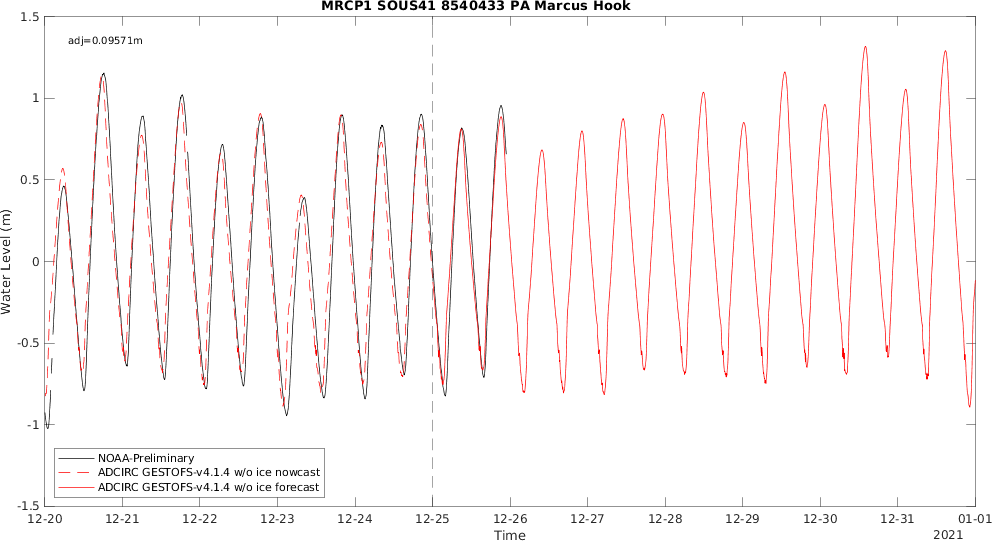 MRCP1 SOUS41 8540433 PA Marcus Hook
adj=0.09571m
1.5
1
0.5
0
-0.5
-1
-1.5
Water Level (m)
NOAA-Preliminary
ADCIRC GESTOFS-v4.1.4 w/o ice nowcast
ADCIRC GESTOFS-v4.1.4 w/o ice forecast
12-20 12-21 12-22 12-23 12-24 12-25 12-26 12-27 12-28 12-29 12-30 12-31 01-01
Time
2021